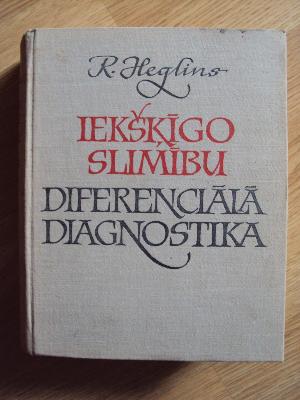 R. Heglins
IEKŠĶĪGO
SLIMĪBU
DIFERENCIĀLĀ
DIAGNOSTIKA